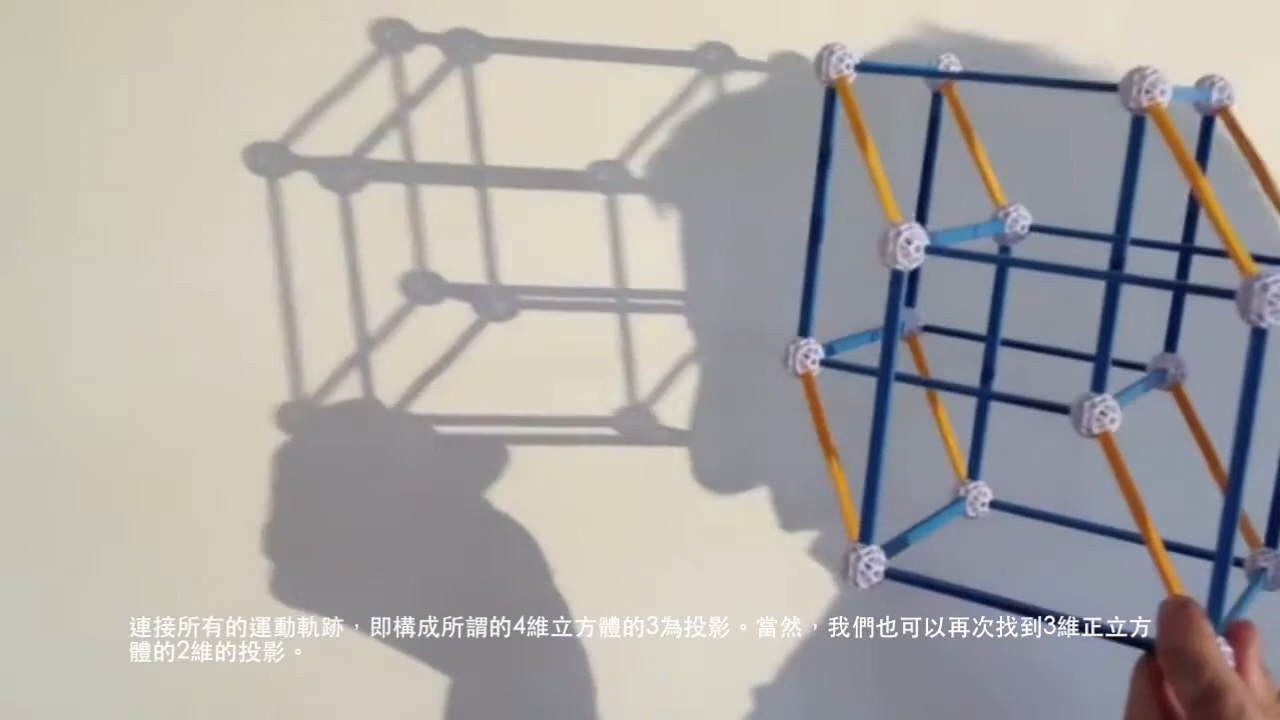 連接所有的運動軌跡，即構成所謂的4維立方體的3為投影。當然，我們也可以再次找到3維正立方
體的2維的投影。